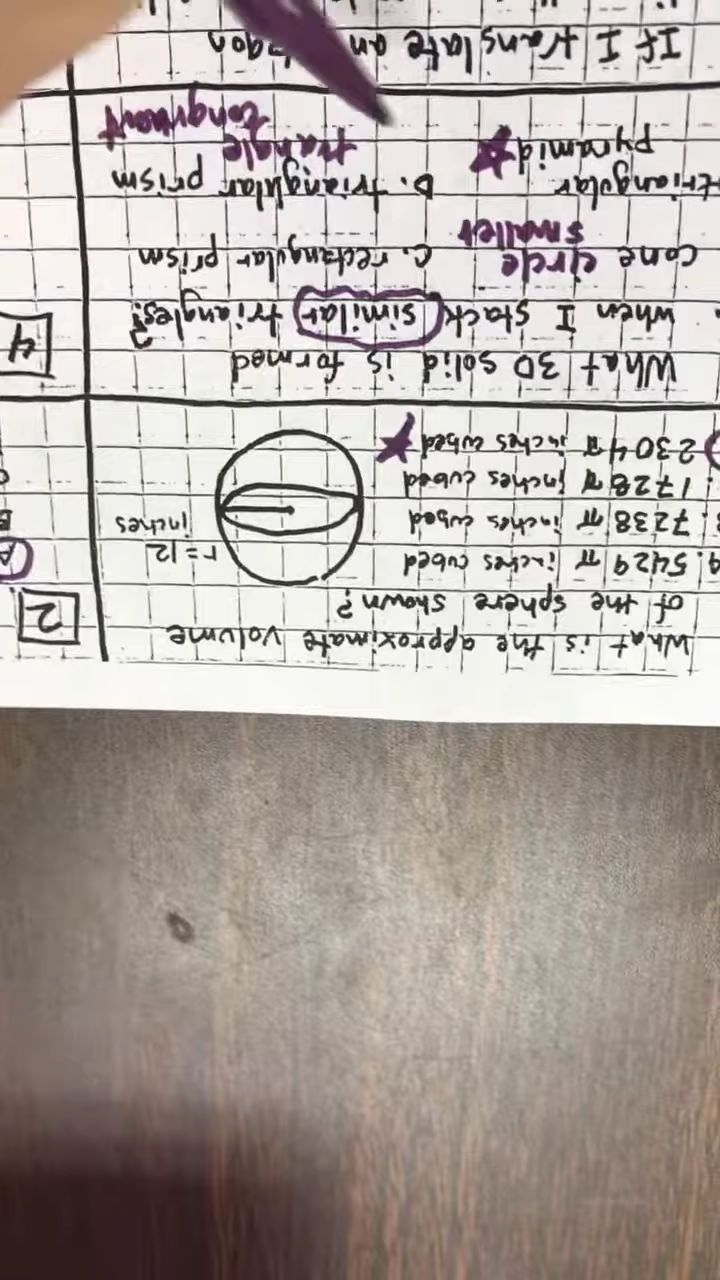 What is the approximate volume
of the sphere shown?
5429 π inches cubed
7238 π inches cubed
1728 π inches cubed
2304 π inches cubed
r=12
inches
2
A
B
What 3D solid is formed
when I stack similar triangles?
cone circle smaller
C. rectangular prism
triangular
pyramid
D. triangular prism
triangle
congruent
4
If I translate an